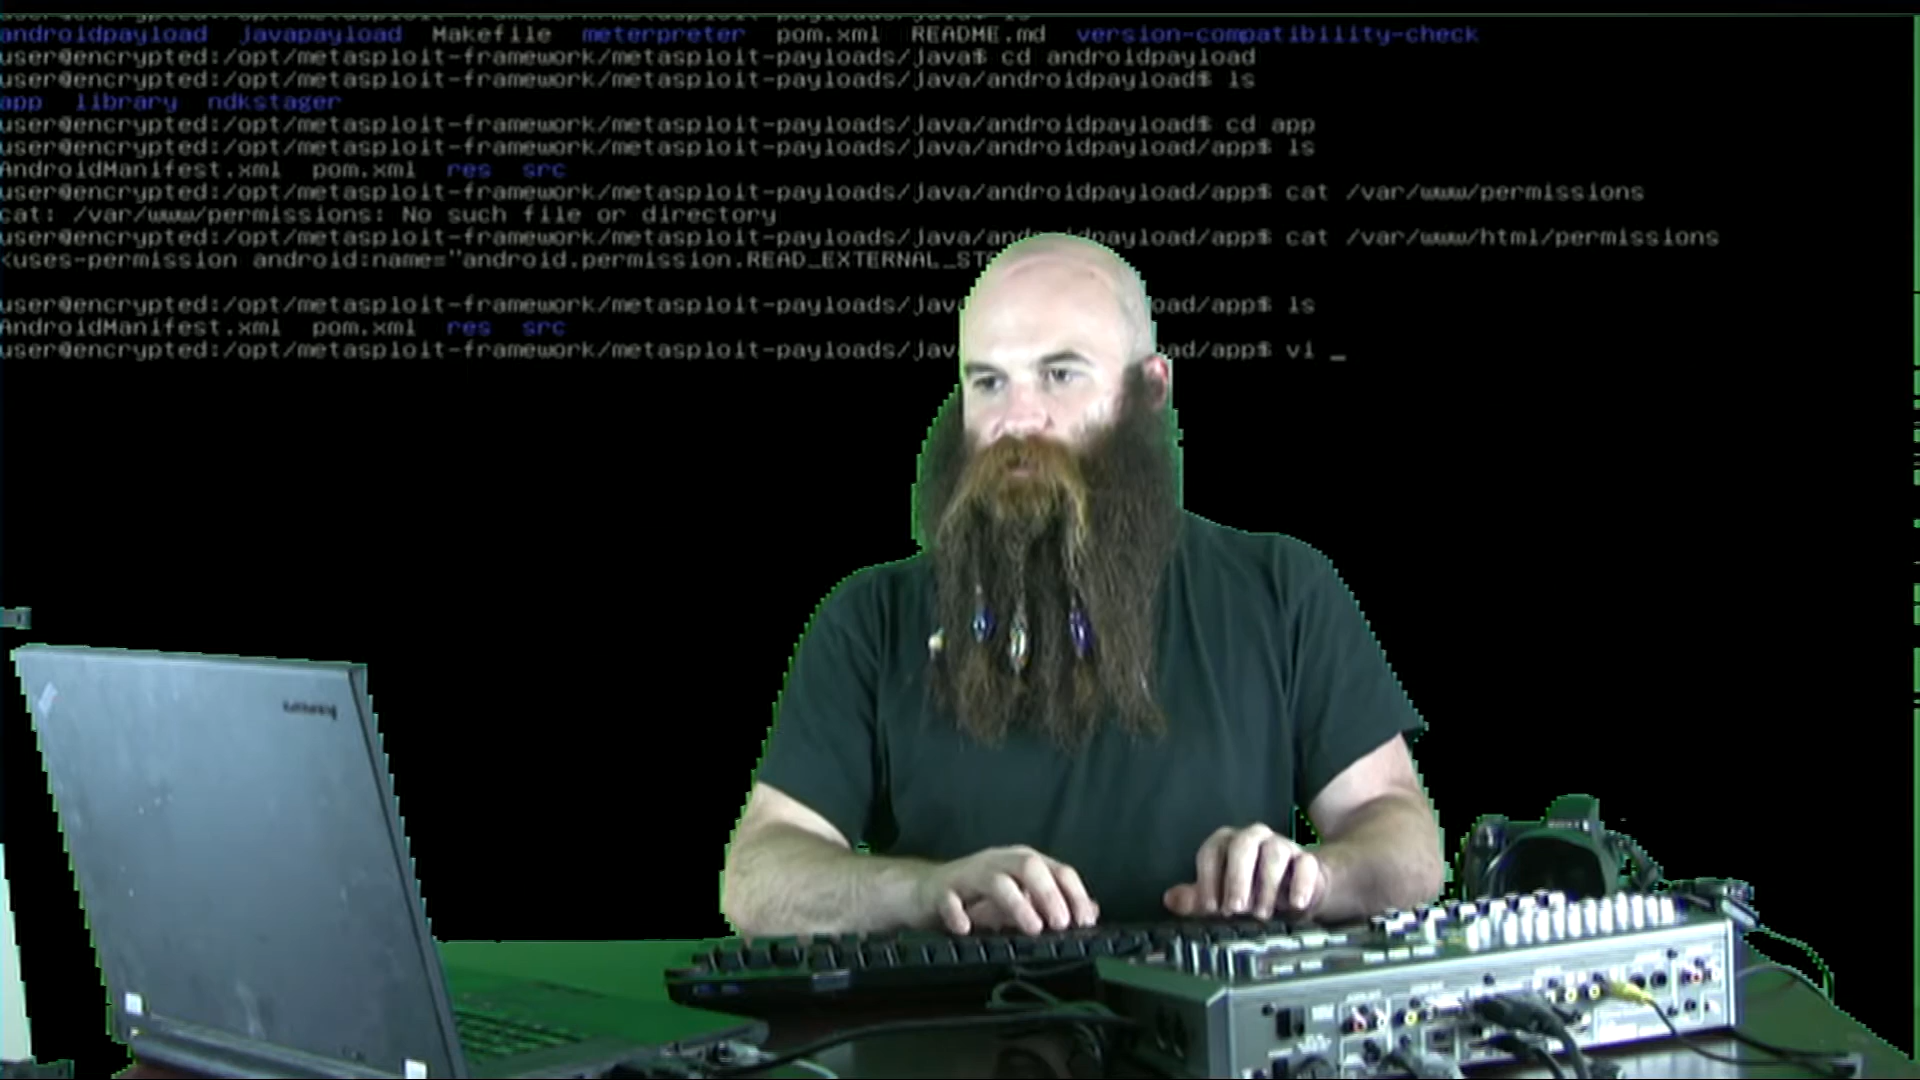 androidpayload javapayload Makefile meterpreter pom.xml README.md version-compatibility-check
user@encrypted:/opt/metasploit-framework/metasploit-payloads/java$ cd androidpayload
user@encrypted:/opt/metasploit-framework/metasploit-payloads/java/androidpayload$ ls
app library ndkstager
user@encrypted:/opt/metasploit-framework/metasploit-payloads/java/androidpayload$ cd app
user@encrypted:/opt/metasploit-framework/metasploit-payloads/java/androidpayload/app$ ls
AndroidManifest.xml pom.xml res src
user@encrypted:/opt/metasploit-framework/metasploit-payloads/java/androidpayload/app$ cat /var/www/permissions
cat: /var/www/permissions: No such file or directory
user@encrypted:/opt/metasploit-framework/metasploit-payloads/java/androidpayload/app$ cat /var/www/html/permissions
<uses-permission android:name="android.permission.READ_EXTERNAL_ST
user@encrypted:/opt/metasploit-framework/metasploit-payloads/jav oad/app$ ls
AndroidManifest.xml pom.xml res src
user@encrypted:/opt/metasploit-framework/metasploit-payloads/jav oad/app$ vi _
lenovo